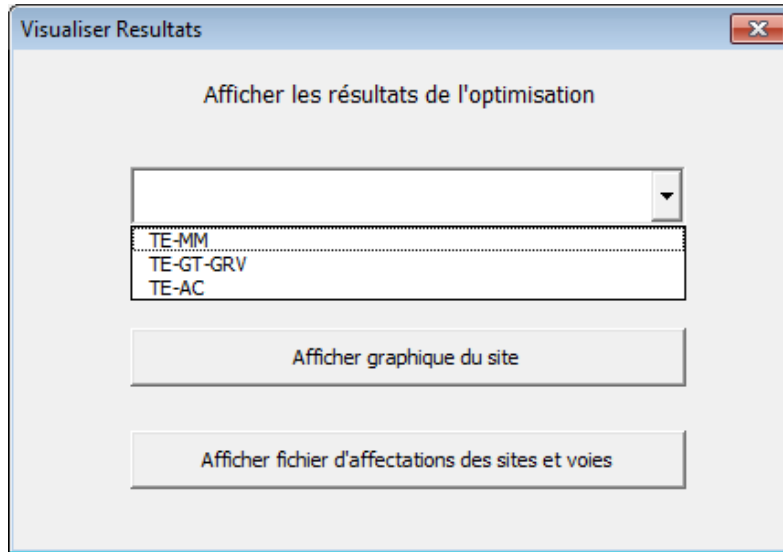 Visualiser Resultats
Afficher les résultats de l'optimisation
TE-MM
TE-GT-GRV
TE-AC
Afficher graphique du site
Afficher fichier d'affectations des sites et voies